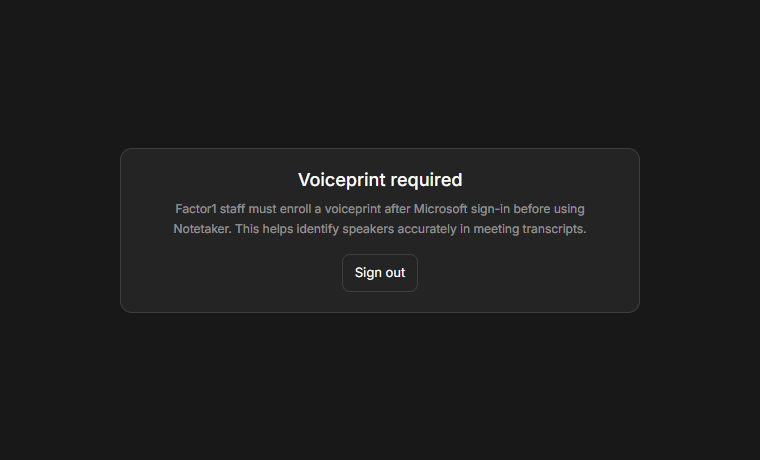 Voiceprint required
Factor1 staff must enroll a voiceprint after Microsoft sign-in before using
Notetaker. This helps identify speakers accurately in meeting transcripts.
Sign out